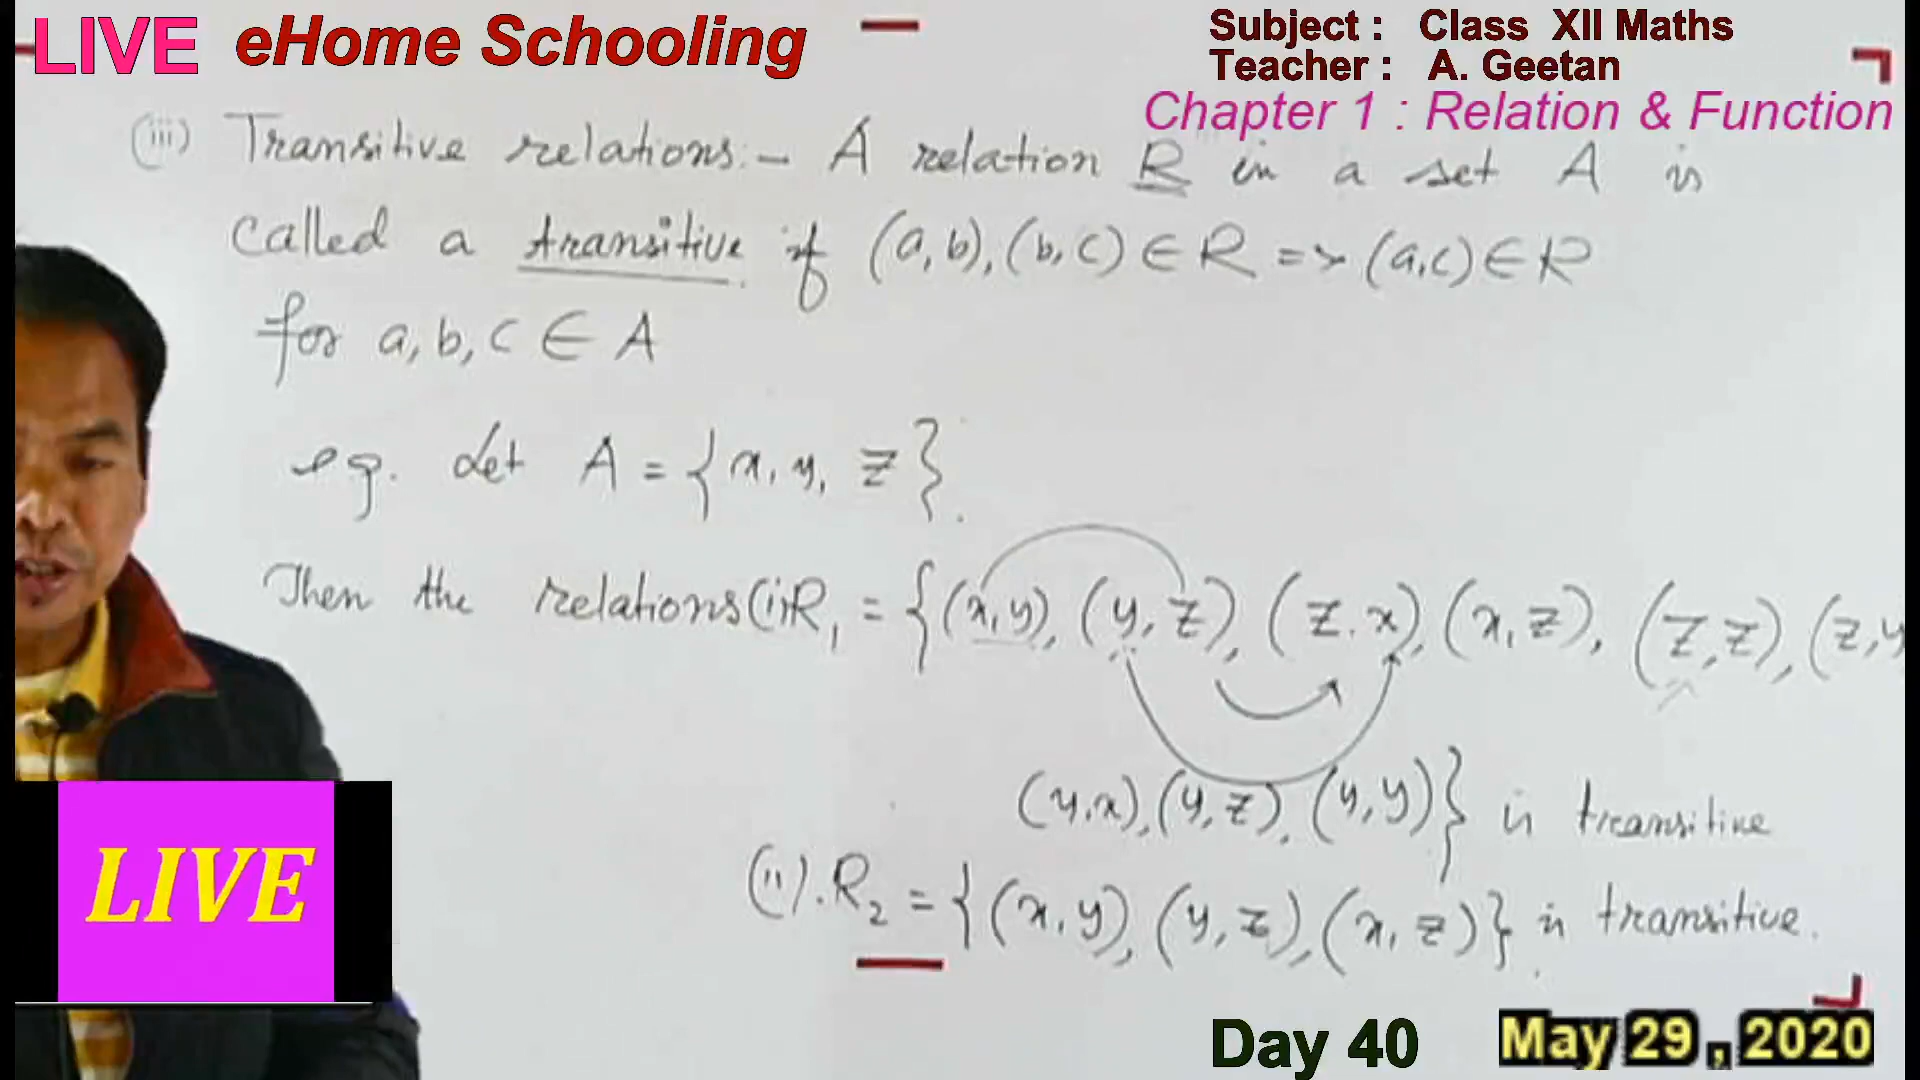 LIVE eHome Schooling
Subject : Class XII Maths
Teacher : A. Geetan
Chapter 1 : Relation & Function
(iii) Transitive relations:- A relation R in a set A is
called a transitive if (a,b), (b,c) ∈ R => (a,c) ∈ R
for a, b, c ∈ A
eg. Let A = {x, y, z}.
Then the relations (i) R₁ = {(x,y), (y,z), (z,x), (x,z), (z,z), (z,y
(y,x), (y,z), (y,y)} is transitive
(ii). R₂ = {(x,y), (y,z), (x,z)} is transitive.
LIVE
Day 40
May 29 , 2020